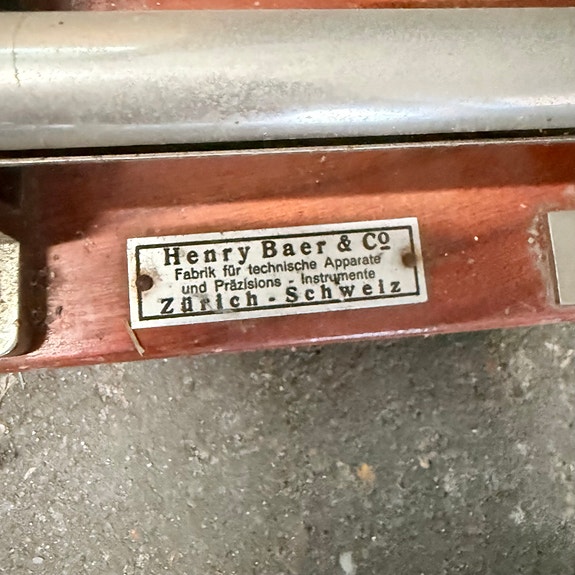 Henry Baer & Co
Fabrik für technische Apparate
und Präzisions - Instrumente
Zürich - Schweiz